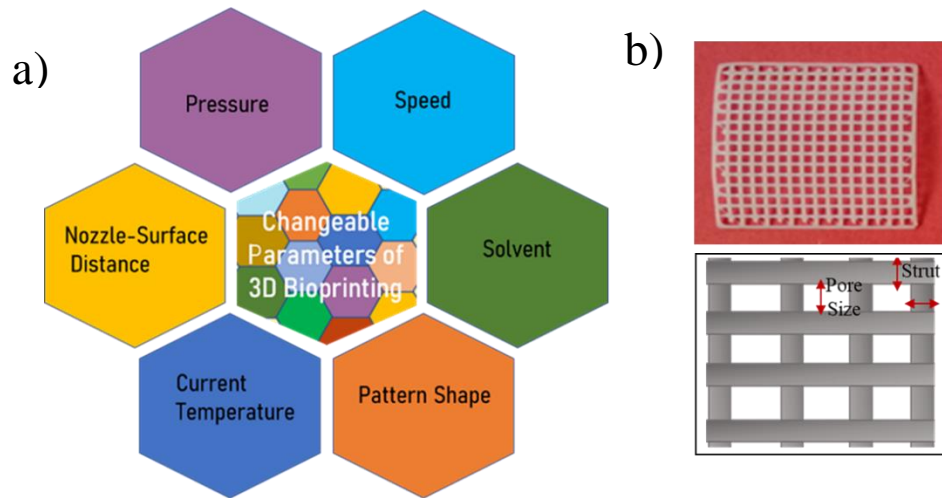 a)
Pressure
Speed
Nozzle-Surface
Distance
Changeable
Parameters of
3D Bioprinting
Solvent
Current
Temperature
Pattern Shape
b)
Strut
Pore
Size